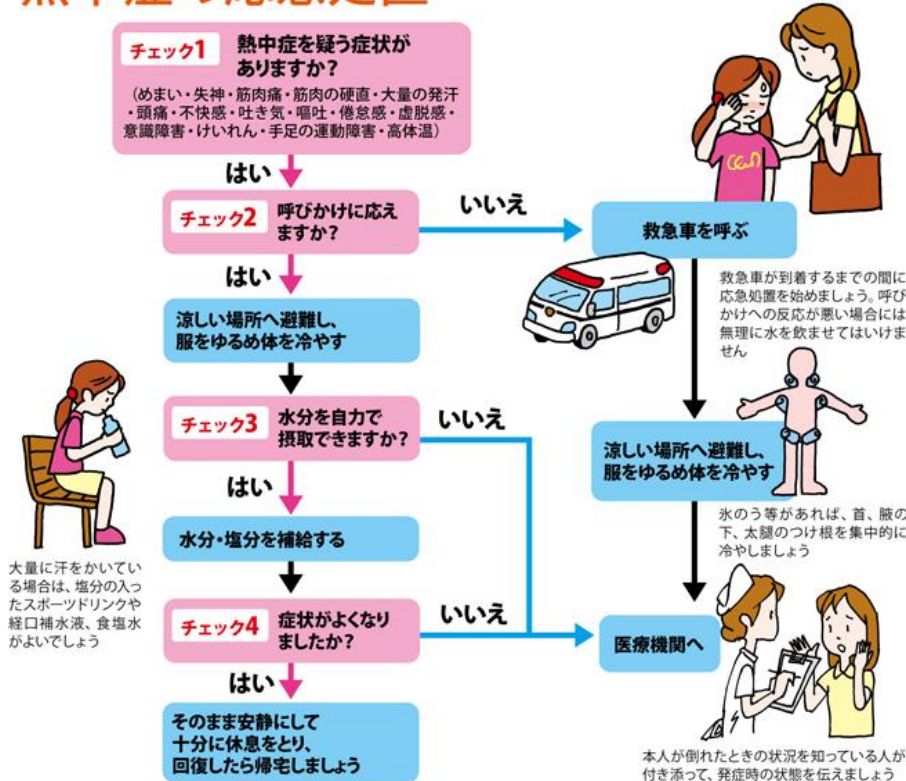 熱中症の応急処置
チェック1
熱中症を疑う症状が
ありますか?
(めまい・失神・筋肉痛・筋肉の硬直・大量の発汗
・頭痛・不快感・吐き気・嘔吐・倦怠感・虚脱感・
意識障害・けいれん・手足の運動障害・高体温)
はい
チェック2
呼びかけに応え
ますか?
いいえ
救急車を呼ぶ
はい
救急車が到着するまでの間に
応急処置を始めましょう。呼び
かけへの反応が悪い場合には
無理に水を飲ませてはいけま
せん
涼しい場所へ避難し、
服をゆるめ体を冷やす
チェック3
水分を自力で
摂取できますか?
いいえ
涼しい場所へ避難し、
服をゆるめ体を冷やす
はい
氷のう等があれば、首、腋の
下、太腿のつけ根を集中的に
冷やしましょう
水分・塩分を補給する
大量に汗をかいてい
る場合は、塩分の入っ
たスポーツドリンクや
経口補水液、食塩水
がよいでしょう
チェック4
症状がよくなり
ましたか?
いいえ
医療機関へ
はい
そのまま安静にして
十分に休息をとり、
回復したら帰宅しましょう
本人が倒れたときの状況を知っている人が
付き添って、発症時の状態を伝えましょう